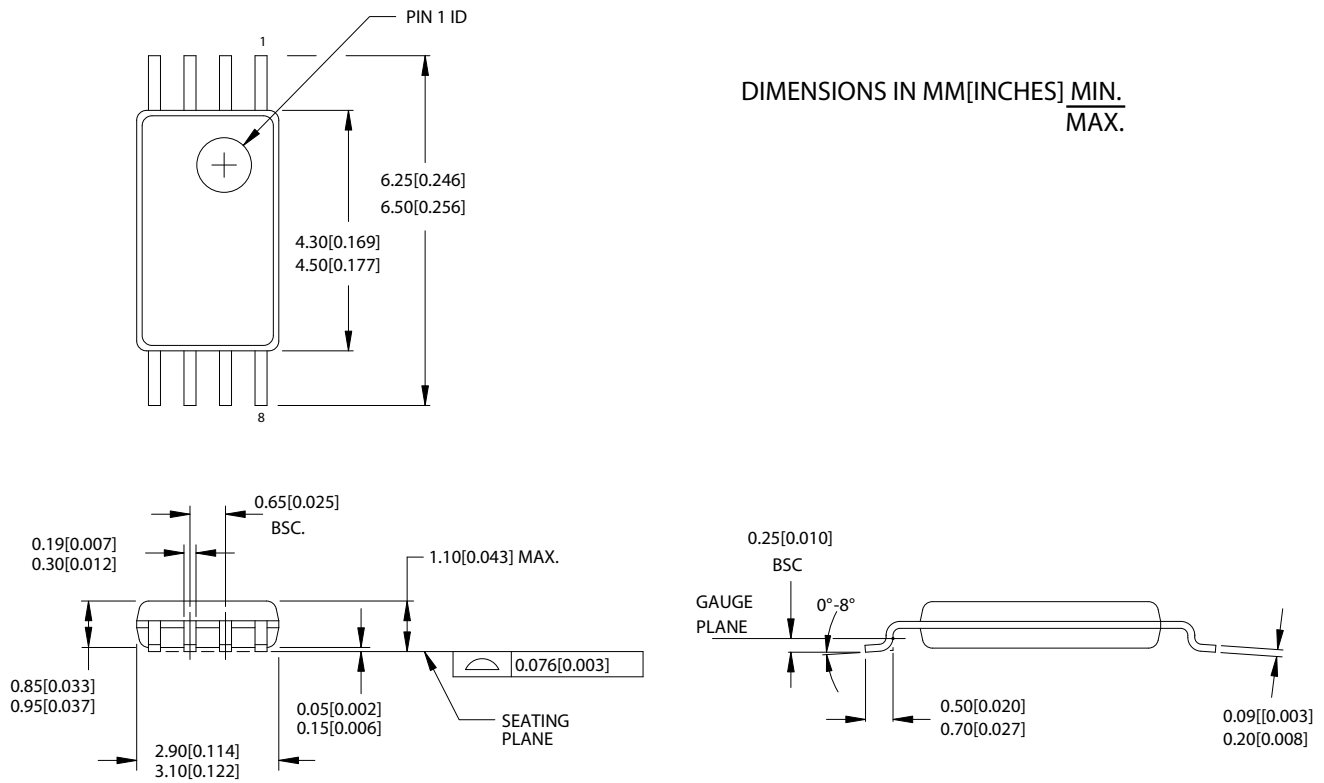 PIN 1 ID
1
DIMENSIONS IN MM[INCHES] MIN.
MAX.
6.25[0.246]
6.50[0.256]
4.30[0.169]
4.50[0.177]
8
0.65[0.025]
BSC.
0.19[0.007]
0.30[0.012]
1.10[0.043] MAX.
0.85[0.033]
0.95[0.037]
0.076[0.003]
0.05[0.002]
0.15[0.006]
SEATING
PLANE
2.90[0.114]
3.10[0.122]
0.25[0.010]
BSC
GAUGE
PLANE
0°-8°
0.50[0.020]
0.70[0.027]
0.09[[0.003]
0.20[0.008]